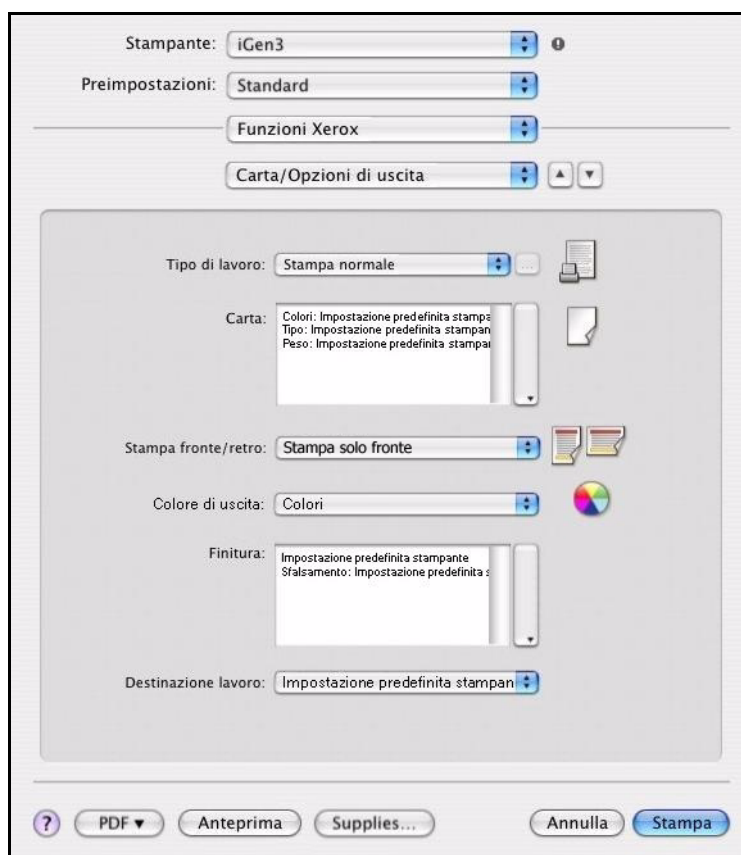 Stampante: iGen3
Preimpostazioni: Standard
Funzioni Xerox
Carta/Opzioni di uscita
Tipo di lavoro: Stampa normale ...
Carta: Colori: Impostazione predefinita stampa
Tipo: Impostazione predefinita stampan
Peso: Impostazione predefinita stampar
Stampa fronte/retro: Stampa solo fronte
Colore di uscita: Colori
Finitura: Impostazione predefinita stampante
Sfalsamento: Impostazione predefinita s
Destinazione lavoro: Impostazione predefinita stampan
? PDF Anteprima Supplies... Annulla Stampa